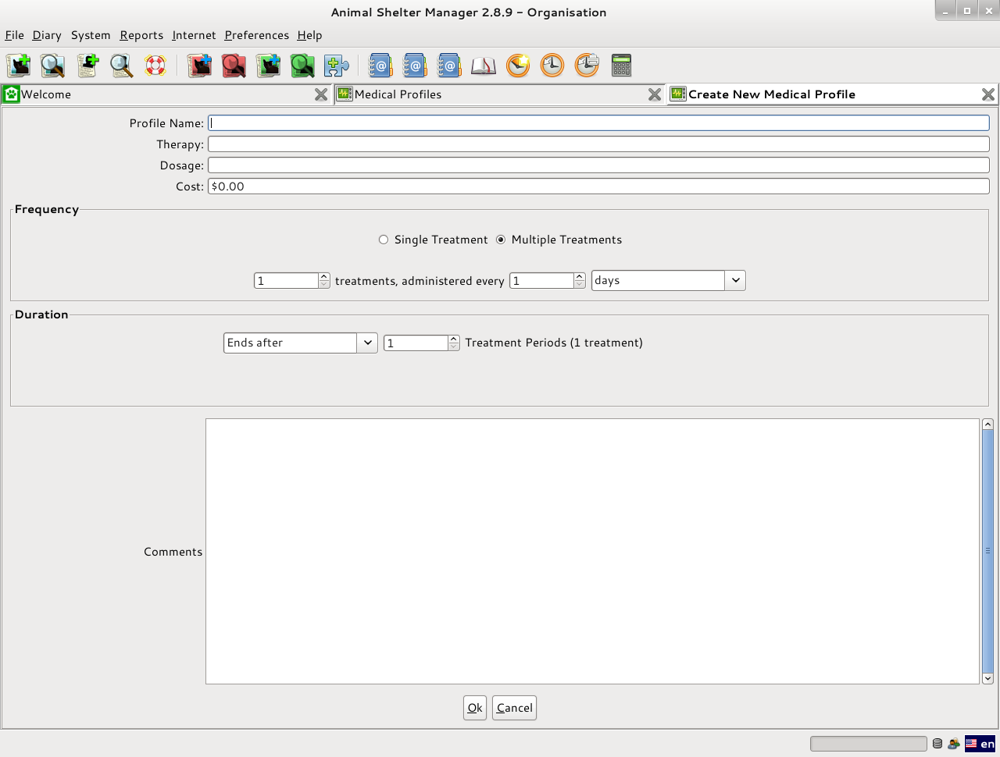 Animal Shelter Manager 2.8.9 - Organisation
File Diary System Reports Internet Preferences Help
Welcome Medical Profiles Create New Medical Profile
Profile Name:
Therapy:
Dosage:
Cost: $0.00
Frequency
Single Treatment Multiple Treatments
1 treatments, administered every 1 days
Duration
Ends after 1 Treatment Periods (1 treatment)
Comments
Ok Cancel
en